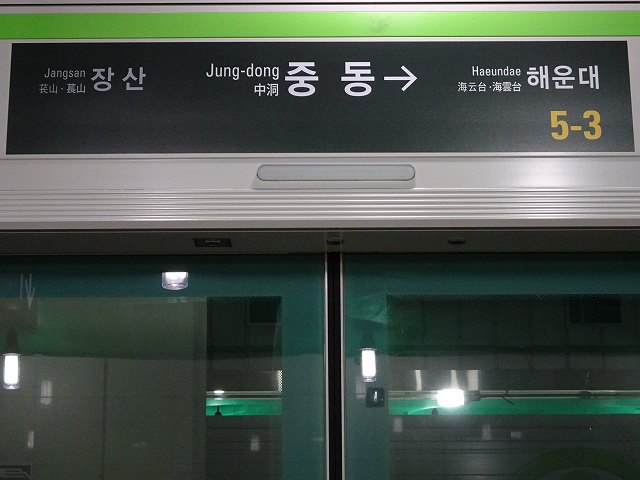 Jangsan 장산
苌山·萇山
Jung-dong 중동→
中洞
Haeundae 해운대
海云台·海雲台
5-3